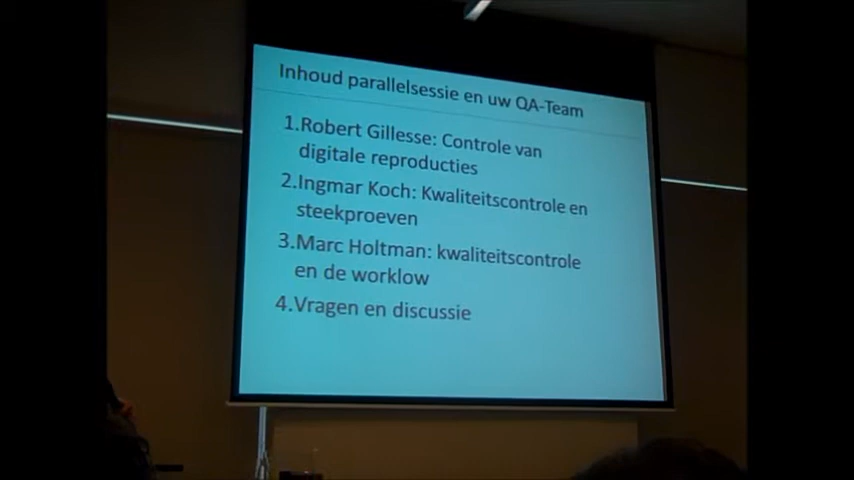 Inhoud parallelsessie en uw QA-Team
1.Robert Gillesse: Controle van
digitale reproducties
2.Ingmar Koch: Kwaliteitscontrole en
steekproeven
3.Marc Holtman: kwaliteitscontrole
en de worklow
4.Vragen en discussie